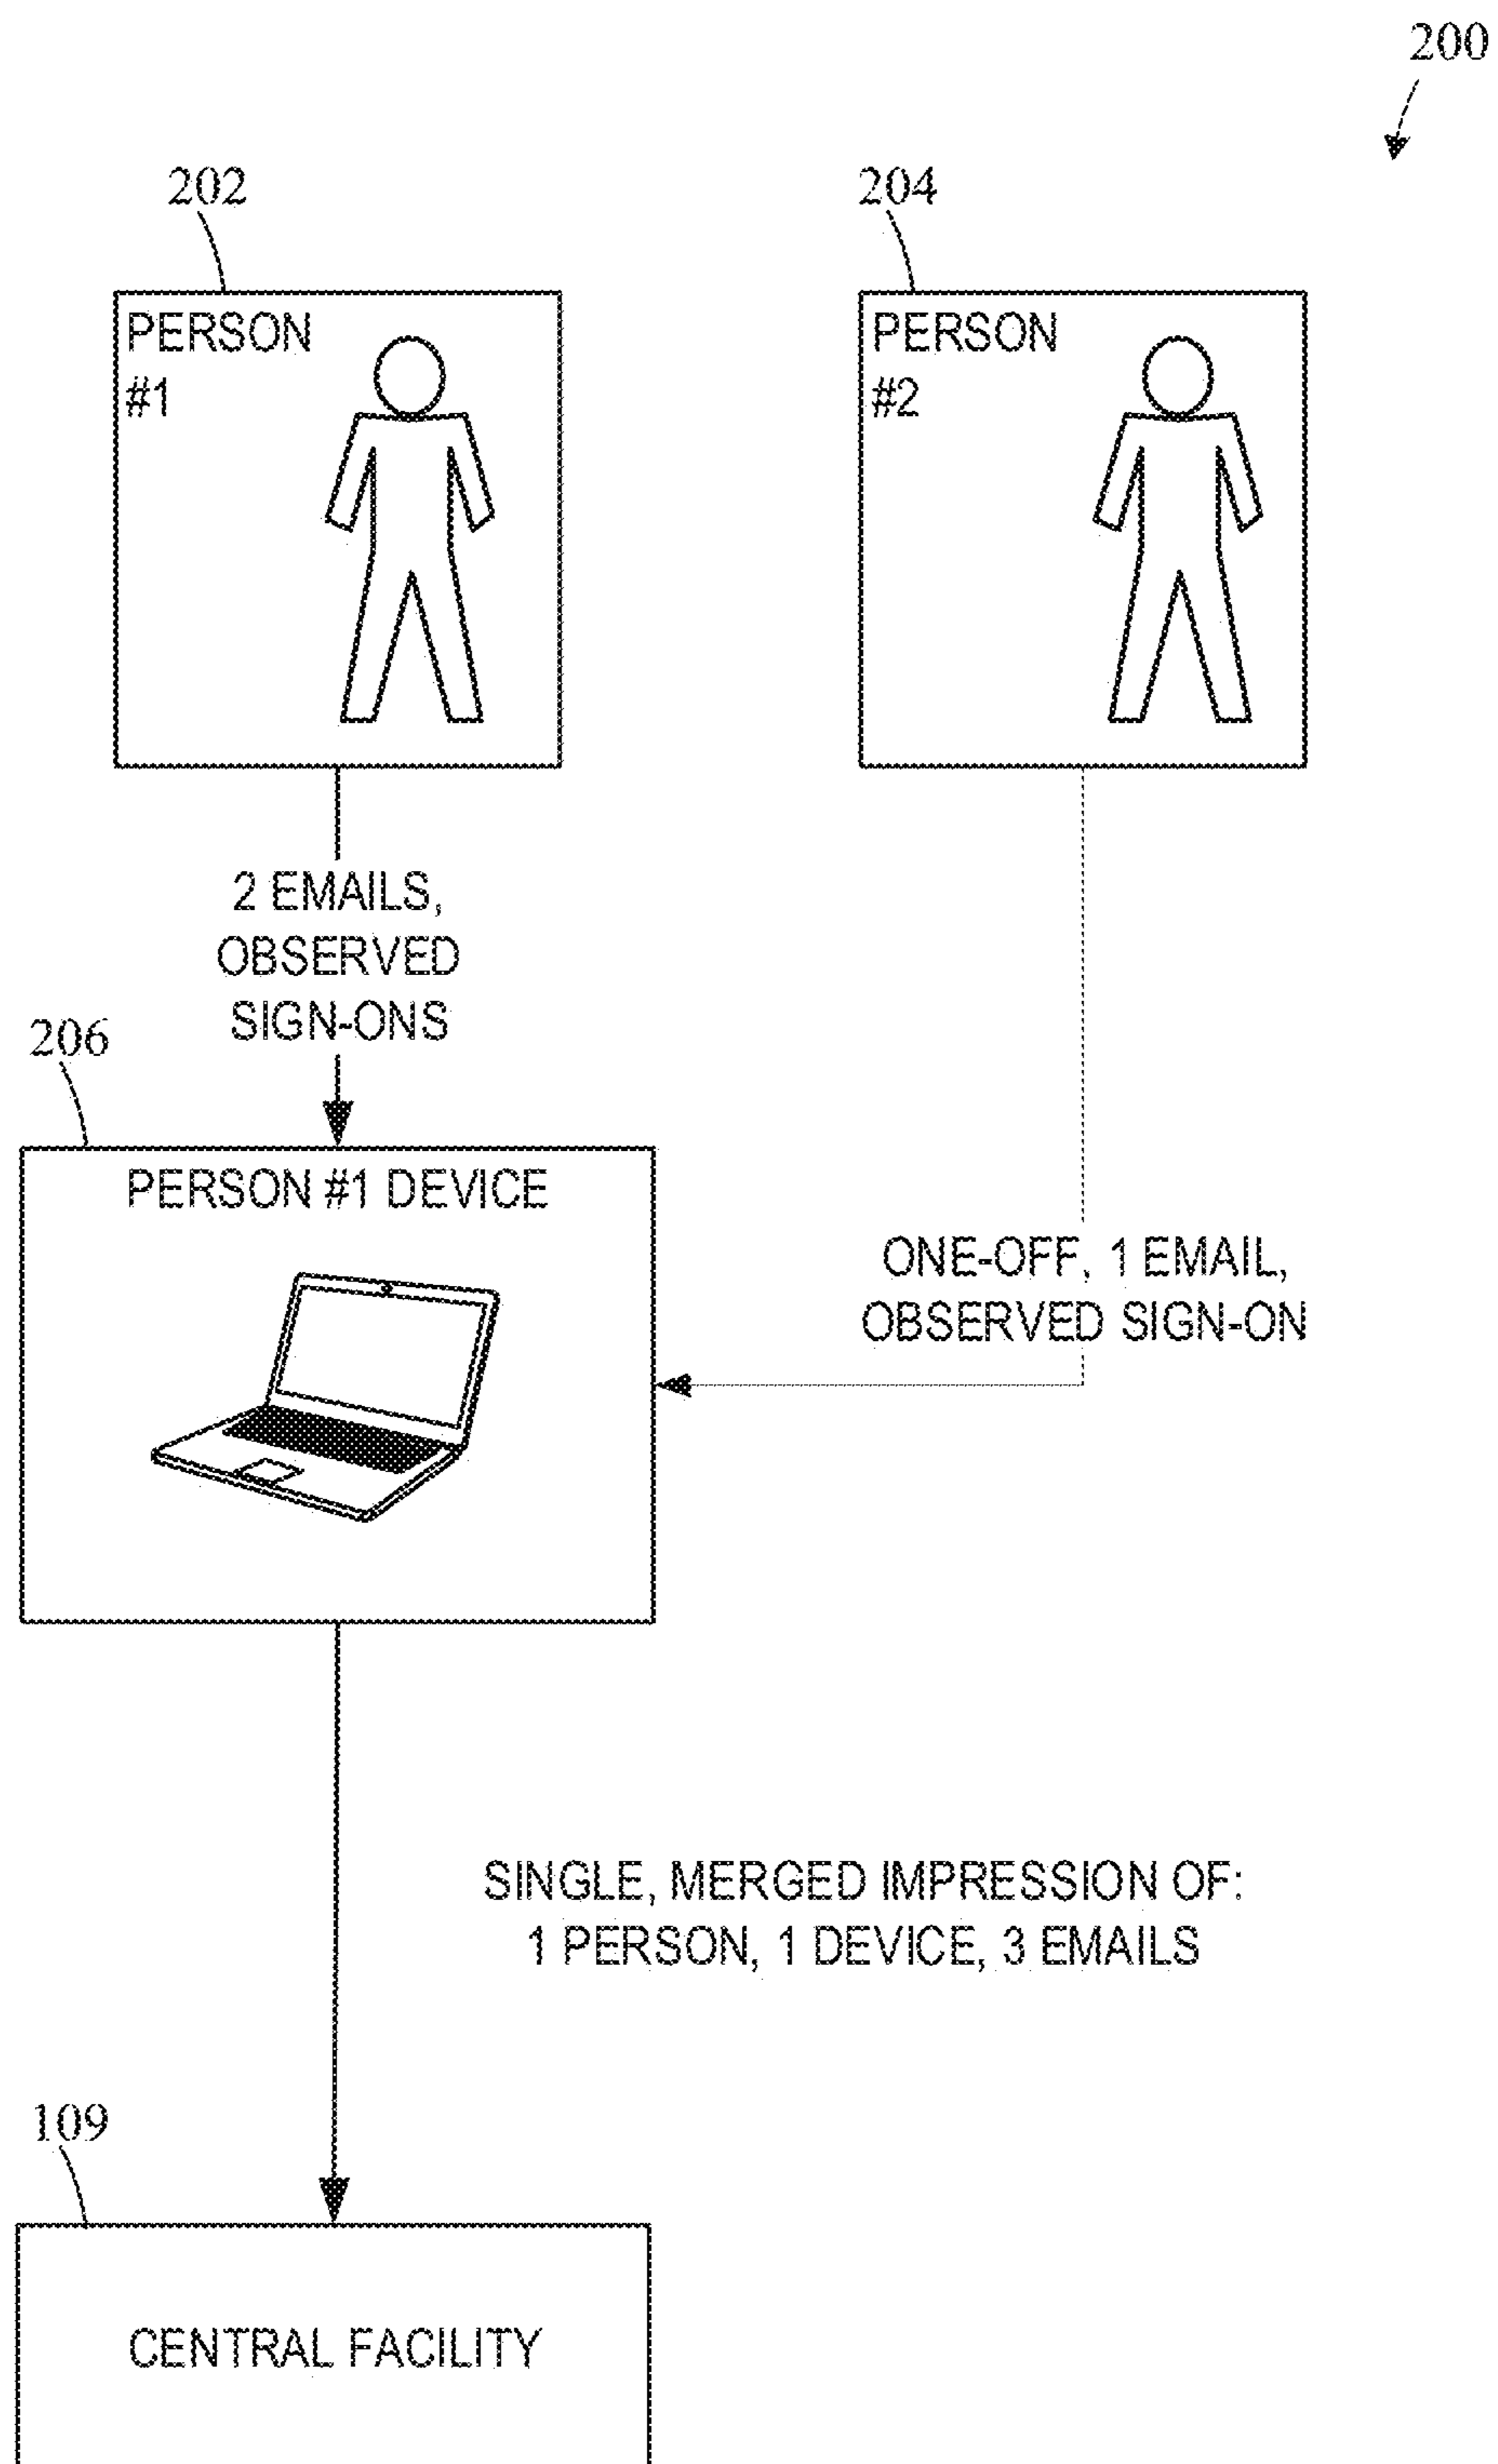 200
202
204
PERSON
#1
PERSON
#2
2 EMAILS,
OBSERVED
SIGN-ONS
206
PERSON #1 DEVICE
ONE-OFF, 1 EMAIL,
OBSERVED SIGN-ON
SINGLE, MERGED IMPRESSION OF:
1 PERSON, 1 DEVICE, 3 EMAILS
109
CENTRAL FACILITY